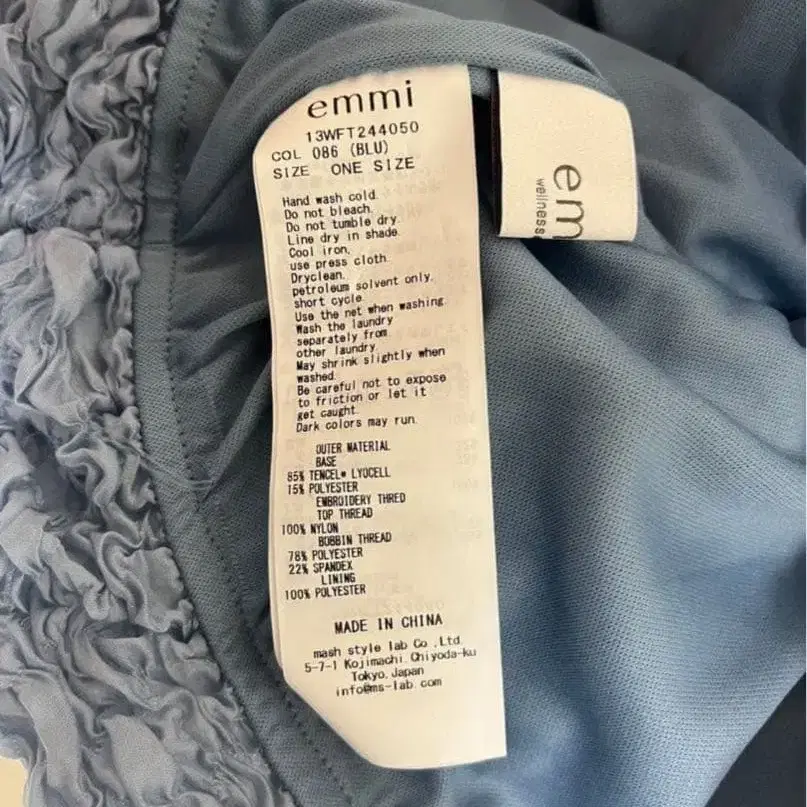 emmi
13WFT244050
COL 086 (BLU)
SIZE ONE SIZE
Hand wash cold.
Do not bleach.
Do not tumble dry.
Line dry in shade.
Cool iron,
use press cloth.
Dryclean.
petroleum solvent only,
short cycle.
Use the net when washing.
Wash the laundry
separately from
other laundry.
May shrink slightly when
washed.
Be careful not to expose
to friction or let it
get caught.
Dark colors may run.
OUTER MATERIAL
BASE
85% TENCEL® LYOCELL
15% POLYESTER
EMBROIDERY THRED
TOP THREAD
100% NYLON
BOBBIN THREAD
78% POLYESTER
22% SPANDEX
LINING
100% POLYESTER
MADE IN CHINA
mash style lab Co.,Ltd.
5-7-1 Kojimachi Chiyoda-ku
Tokyo, Japan
info@ms-lab.com
em
wellness